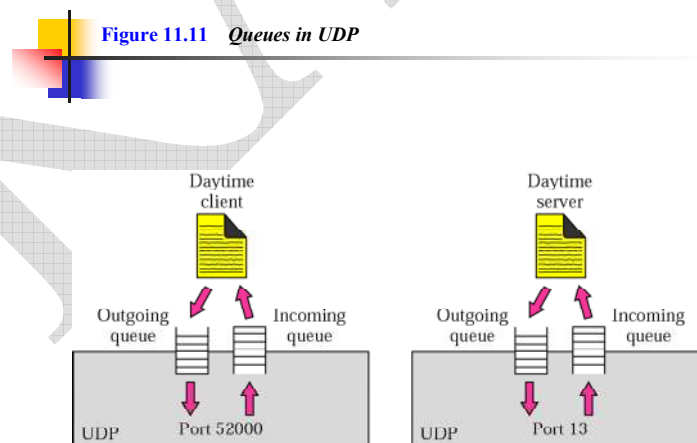 Figure 11.11 Queues in UDP
Daytime
client
Outgoing
queue
Incoming
queue
UDP
Port 52000
Daytime
server
Outgoing
queue
Incoming
queue
UDP
Port 13